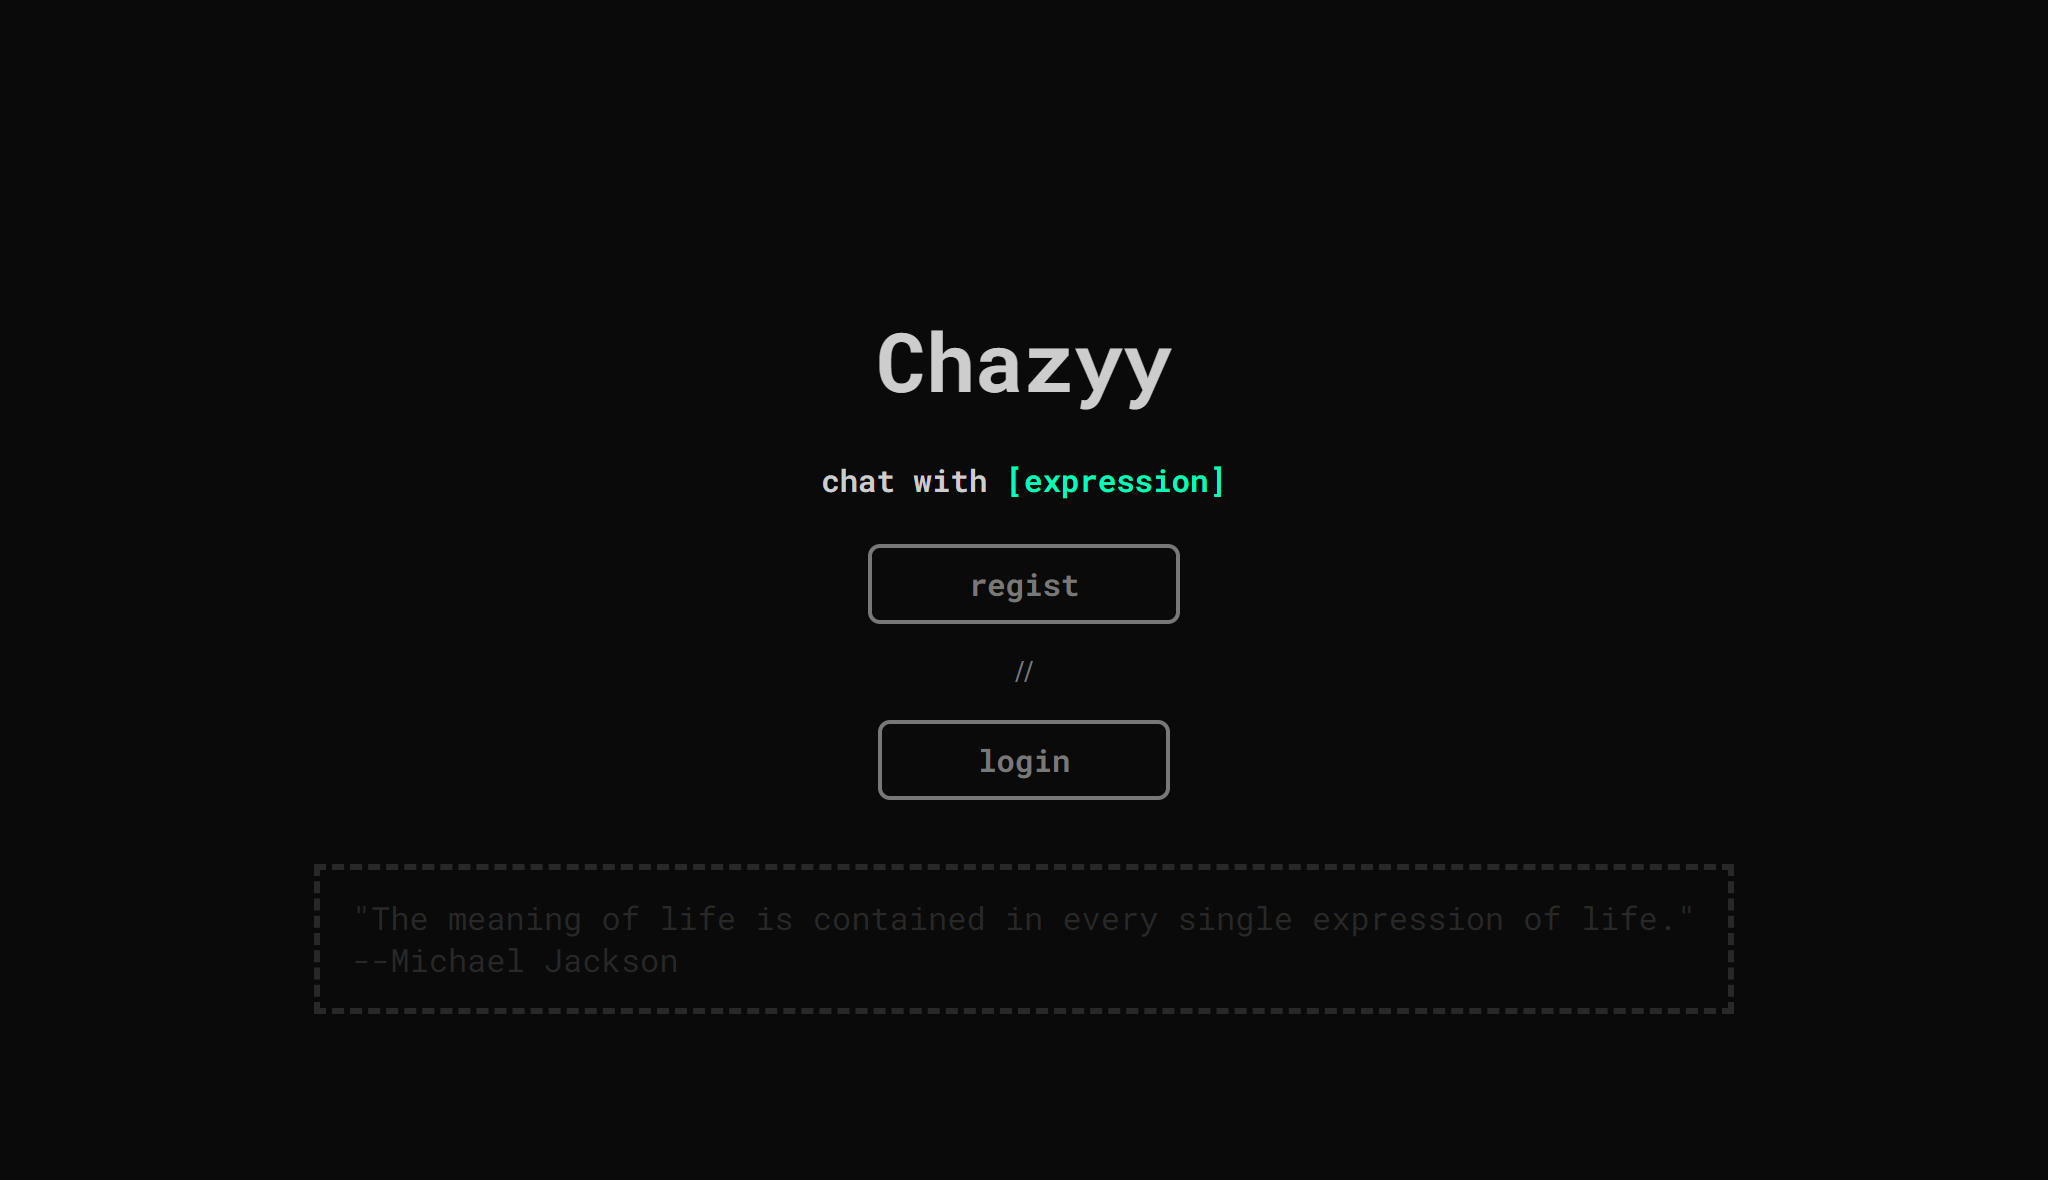 Chazyy
chat with [expression]
regist
//
login
"The meaning of life is contained in every single expression of life."
--Michael Jackson